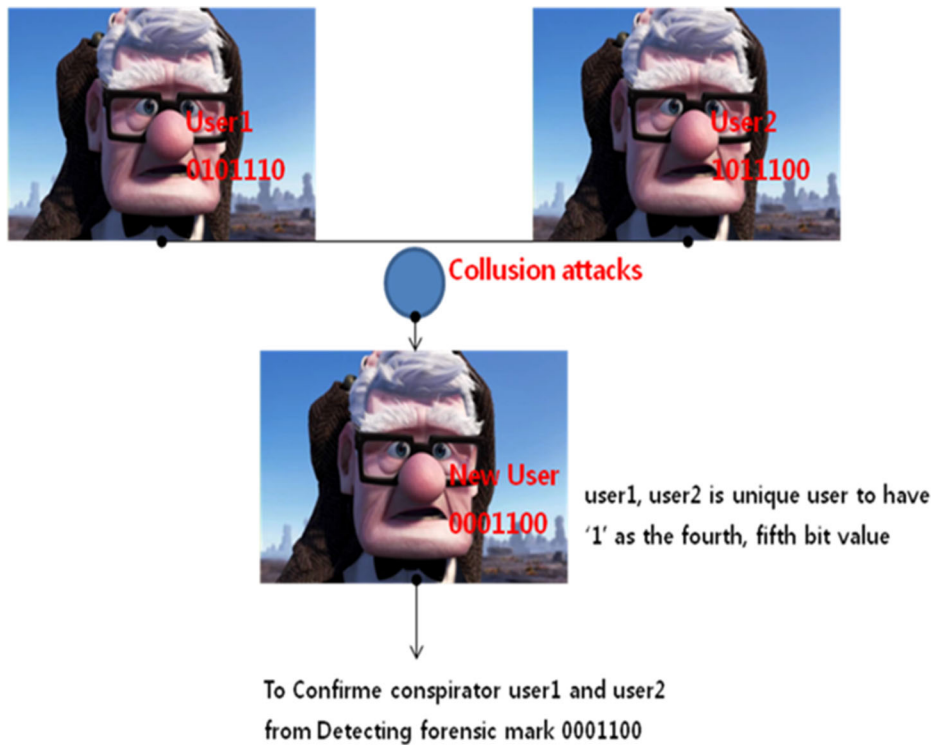 User1
0101110
User2
1011100
Collusion attacks
New User
0001100
user1, user2 is unique user to have
‘1’ as the fourth, fifth bit value
To Confirme conspirator user1 and user2
from Detecting forensic mark 0001100